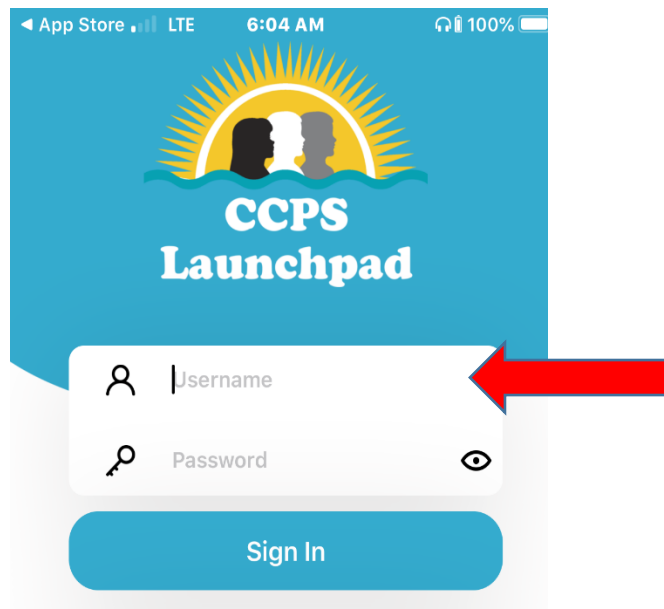 ◀ App Store LTE 6:04 AM 100%
CCPS
Launchpad
Username
Password
Sign In